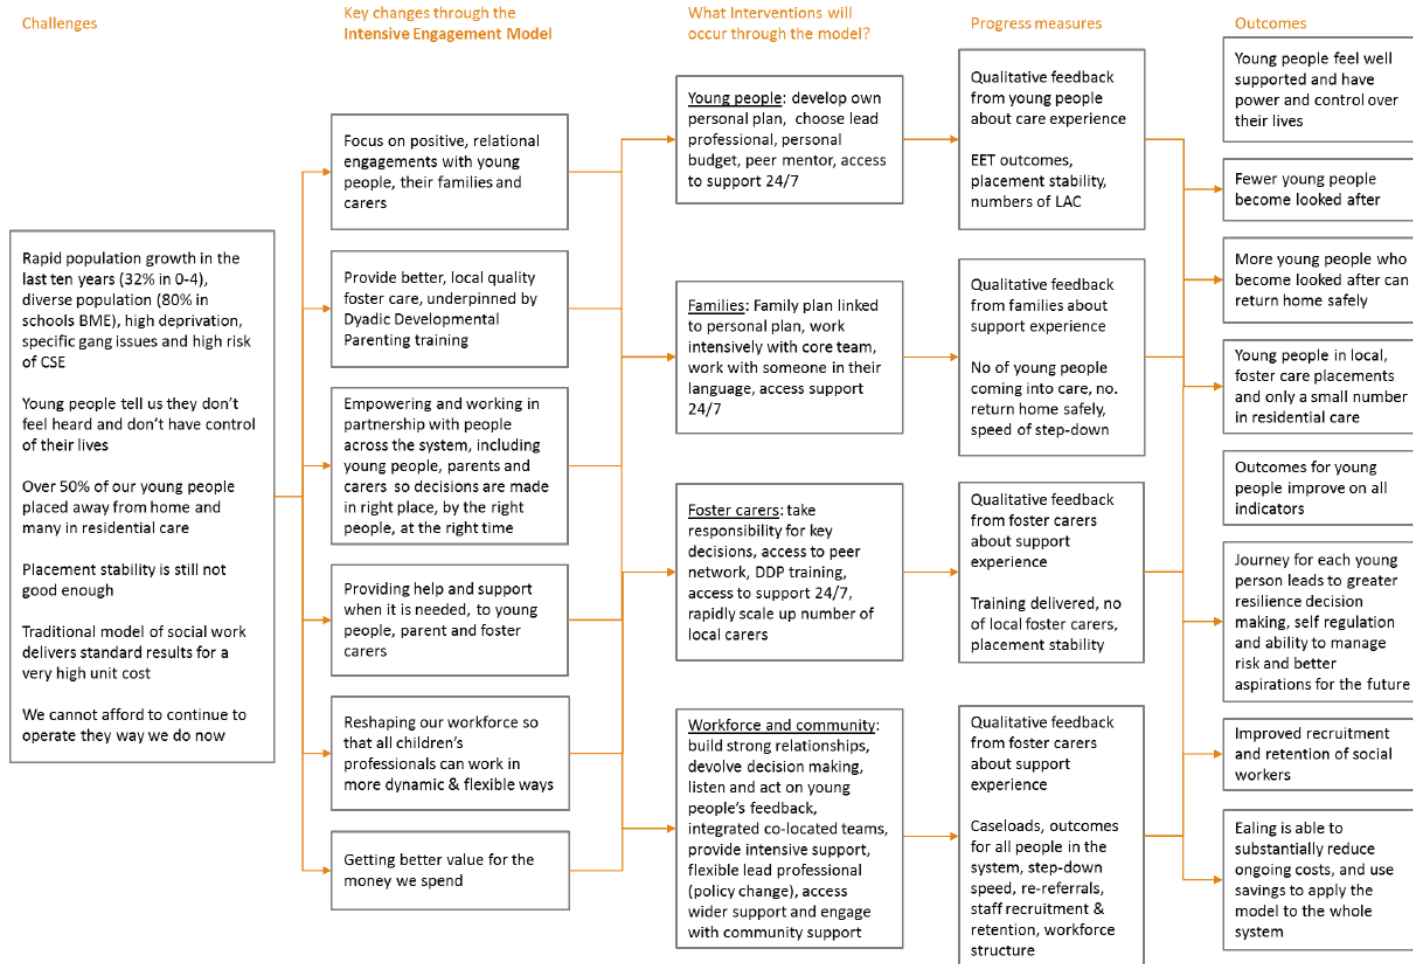 Challenges
Key changes through the
Intensive Engagement Model
What Interventions will
occur through the model?
Progress measures
Outcomes
Rapid population growth in the
last ten years (32% in 0-4),
diverse population (80% in
schools BME), high deprivation,
specific gang issues and high risk
of CSE
Young people tell us they don't
feel heard and don't have control
of their lives
Over 50% of our young people
placed away from home and
many in residential care
Placement stability is still not
good enough
Traditional model of social work
delivers standard results for a
very high unit cost
We cannot afford to continue to
operate they way we do now
Focus on positive, relational
engagements with young
people, their families and
carers
Provide better, local quality
foster care, underpinned by
Dyadic Developmental
Parenting training
Empowering and working in
partnership with people
across the system, including
young people, parents and
carers so decisions are made
in right place, by the right
people, at the right time
Providing help and support
when it is needed, to young
people, parent and foster
carers
Reshaping our workforce so
that all children's
professionals can work in
more dynamic & flexible ways
Getting better value for the
money we spend
Young people: develop own
personal plan, choose lead
professional, personal
budget, peer mentor, access
to support 24/7
Families: Family plan linked
to personal plan, work
intensively with core team,
work with someone in their
language, access support
24/7
Foster carers: take
responsibility for key
decisions, access to peer
network, DDP training,
access to support 24/7,
rapidly scale up number of
local carers
Workforce and community:
build strong relationships,
devolve decision making,
listen and act on young
people's feedback,
integrated co-located teams,
provide intensive support,
flexible lead professional
(policy change), access
wider support and engage
with community support
Qualitative feedback
from young people
about care experience
EET outcomes,
placement stability,
numbers of LAC
Qualitative feedback
from families about
support experience
No of young people
coming into care, no.
return home safely,
speed of step-down
Qualitative feedback
from foster carers
about support
experience
Training delivered, no
of local foster carers,
placement stability
Qualitative feedback
from foster carers
about support
experience
Caseloads, outcomes
for all people in the
system, step-down
speed, re-referrals,
staff recruitment &
retention, workforce
structure
Young people feel well
supported and have
power and control over
their lives
Fewer young people
become looked after
More young people who
become looked after can
return home safely
Young people in local,
foster care placements
and only a small number
in residential care
Outcomes for young
people improve on all
indicators
Journey for each young
person leads to greater
resilience decision
making, self regulation
and ability to manage
risk and better
aspirations for the future
Improved recruitment
and retention of social
workers
Ealing is able to
substantially reduce
ongoing costs, and use
savings to apply the
model to the whole
system